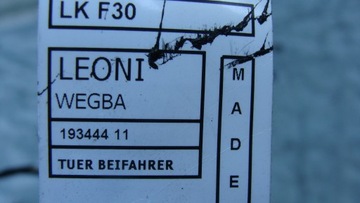 LK F30
LEONI
WEGBA
193444 11
TUER BEIFAHRER
MADE